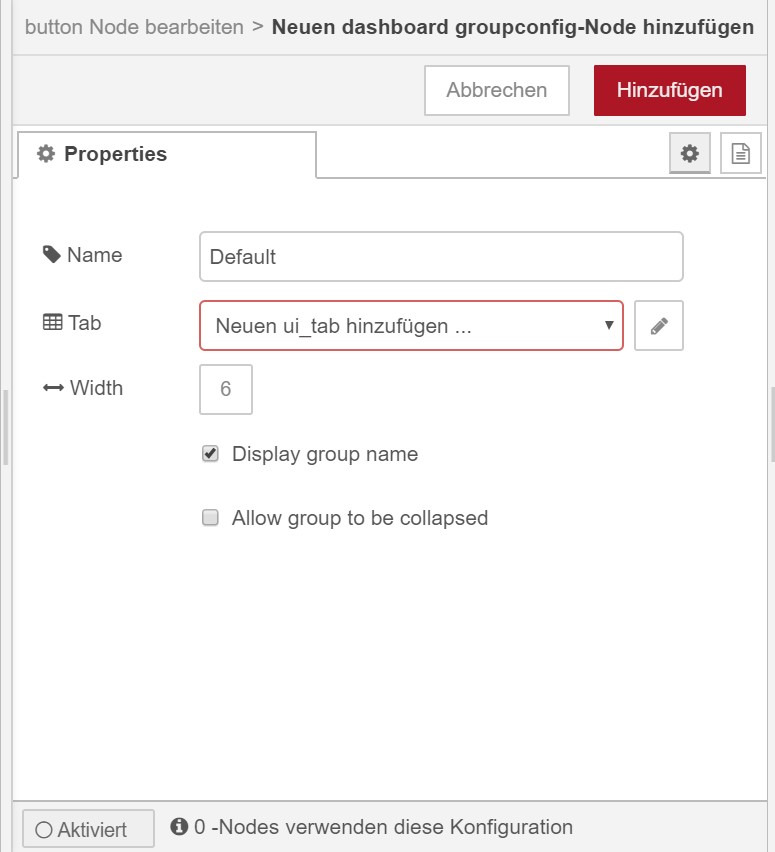 button Node bearbeiten > Neuen dashboard groupconfig-Node hinzufügen
Abbrechen Hinzufügen
Properties
Name Default
Tab Neuen ui_tab hinzufügen ...
Width 6
Display group name
Allow group to be collapsed
Aktiviert 0 -Nodes verwenden diese Konfiguration